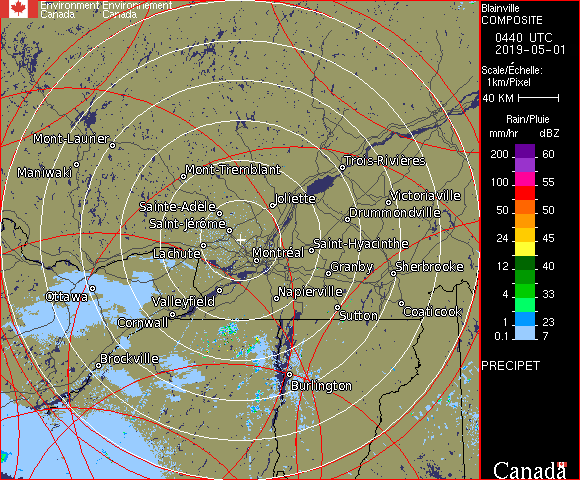 Environment Environnement
Canada Canada
Blainville
COMPOSITE
0440 UTC
2019-05-01
Scale/Échelle:
1km/Pixel
40 KM
Rain/Pluie
mm/hr dBZ
200 60
100 55
50 50
24 45
12 40
4 33
1 23
0.1 7
PRECIPET
Canada
Mont-Laurier
Maniwaki
Mont-Tremblant
Trois-Rivières
Sainte-Adèle
Joliette
Victoriaville
Drummondville
Saint-Jérôme
Lachute
Montréal
Saint-Hyacinthe
Granby
Sherbrooke
Ottawa
Valleyfield
Napierville
Cornwall
Sutton
Coaticook
Brockville
Burlington